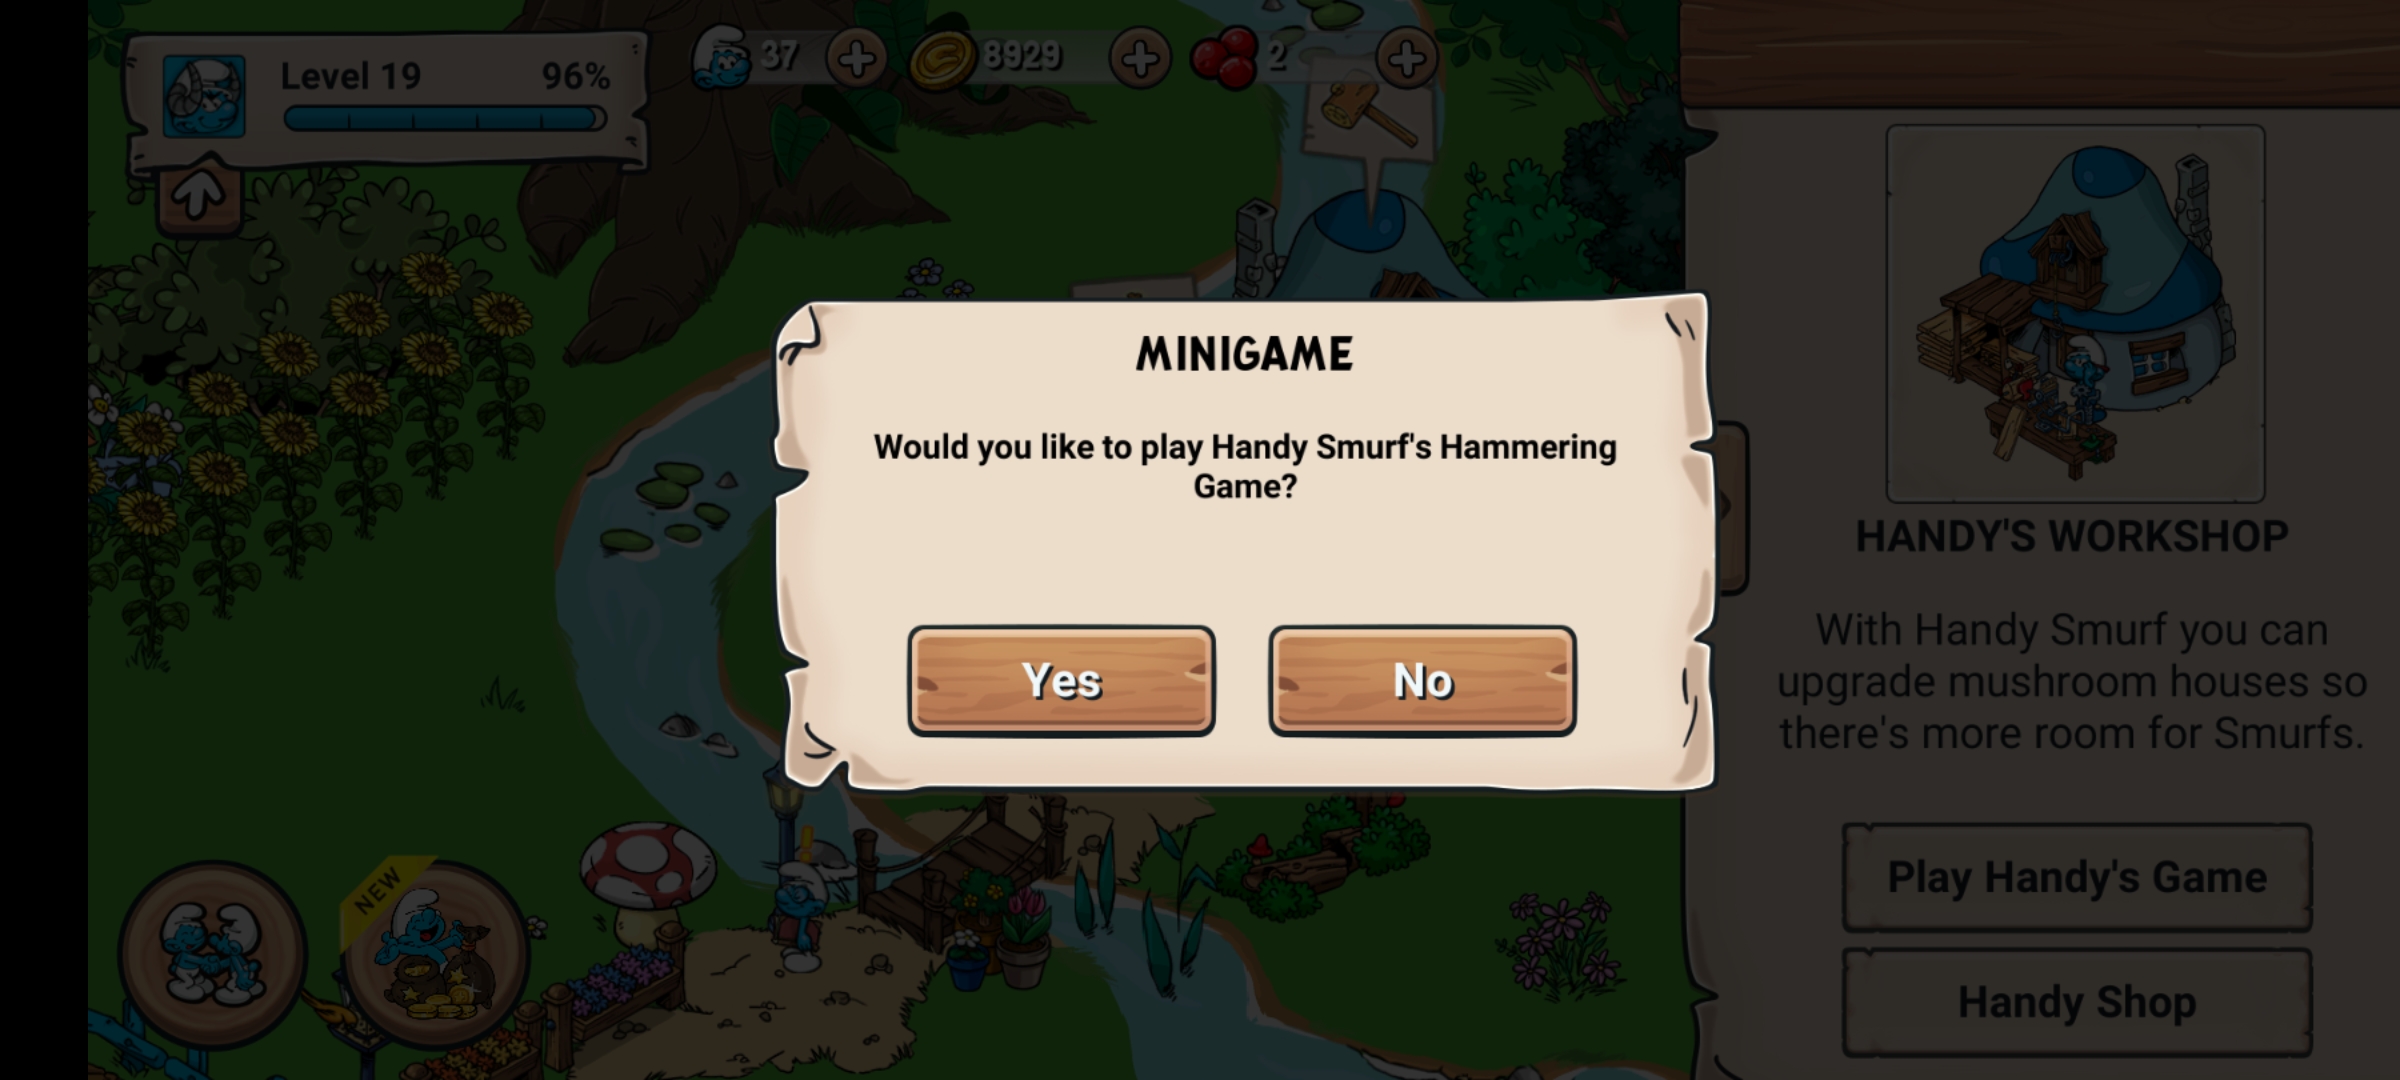 Level 19
96%
37
8929
2
MINIGAME
Would you like to play Handy Smurf's Hammering
Game?
Yes
No
HANDY'S WORKSHOP
With Handy Smurf you can
upgrade mushroom houses so
there's more room for Smurfs.
Play Handy's Game
Handy Shop
NEW